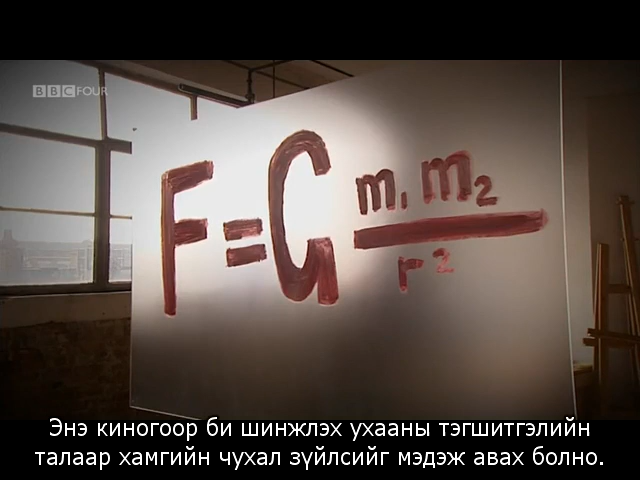 BBC FOUR
F = G m₁ m₂
r²
Энэ киногоор би шинжлэх ухааны тэгшитгэлийн
талаар хамгийн чухал зүйлсийг мэдэж авах болно.